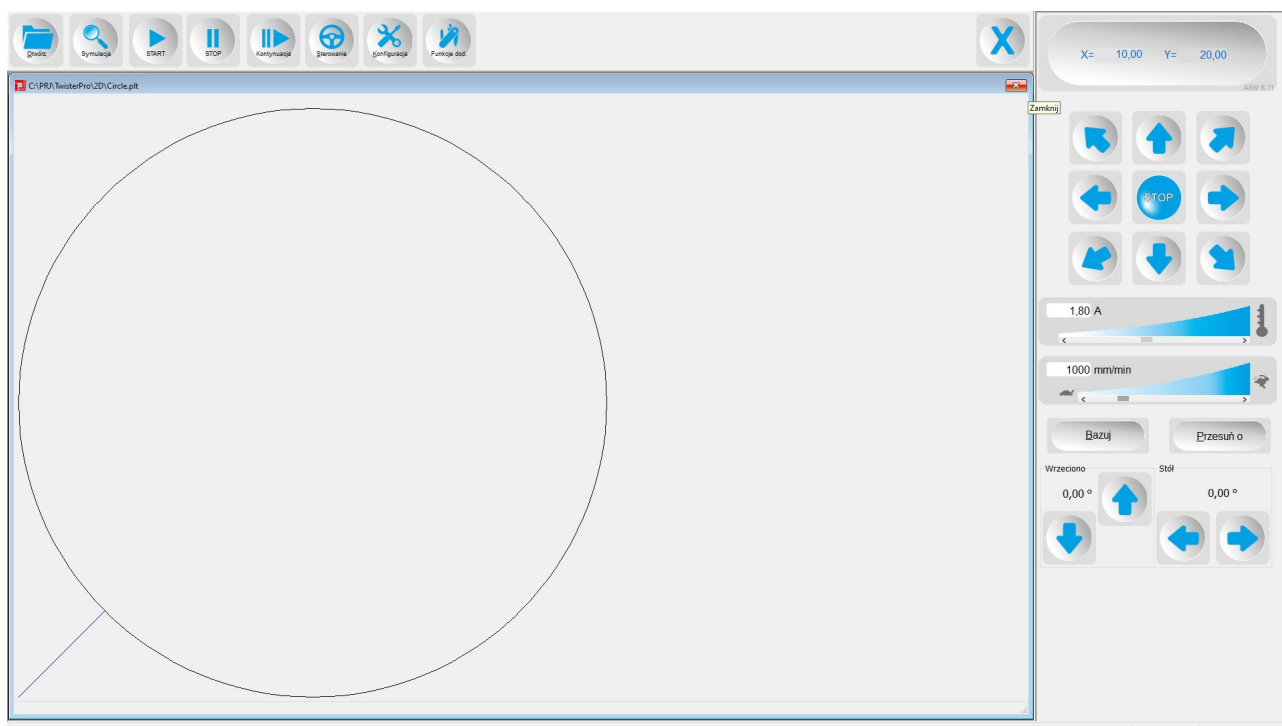 Otwórz
Symulacja
START
STOP
Kontynuacja
Sterowanie
Konfiguracja
Funkcje dod.
X
X= 10,00 Y= 20,00
C:\PRJ\TwisterPro\2D\Circle.plt
Zamknij
STOP
1,80 A
1000 mm/min
Bazuj
Przesuń o
Wrzeciono
Stół
0,00 °
0,00 °